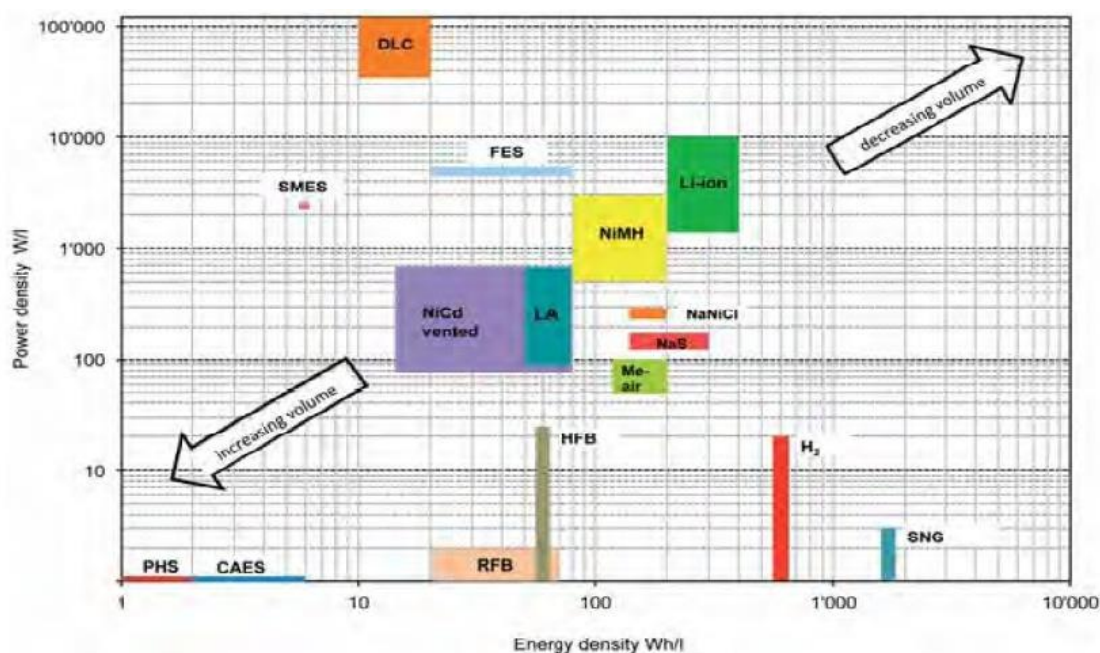 100'000
DLC
decreasing volume
10'000
FES
Li-ion
SMES
NiMH
1'000
Power density W/l
NiCd
vented
LA
NaNiCl
NaS
100
Me-
air
increasing volume
HFB
H₂
10
SNG
PHS
CAES
RFB
1
10
100
1'000
10'000
Energy density Wh/l